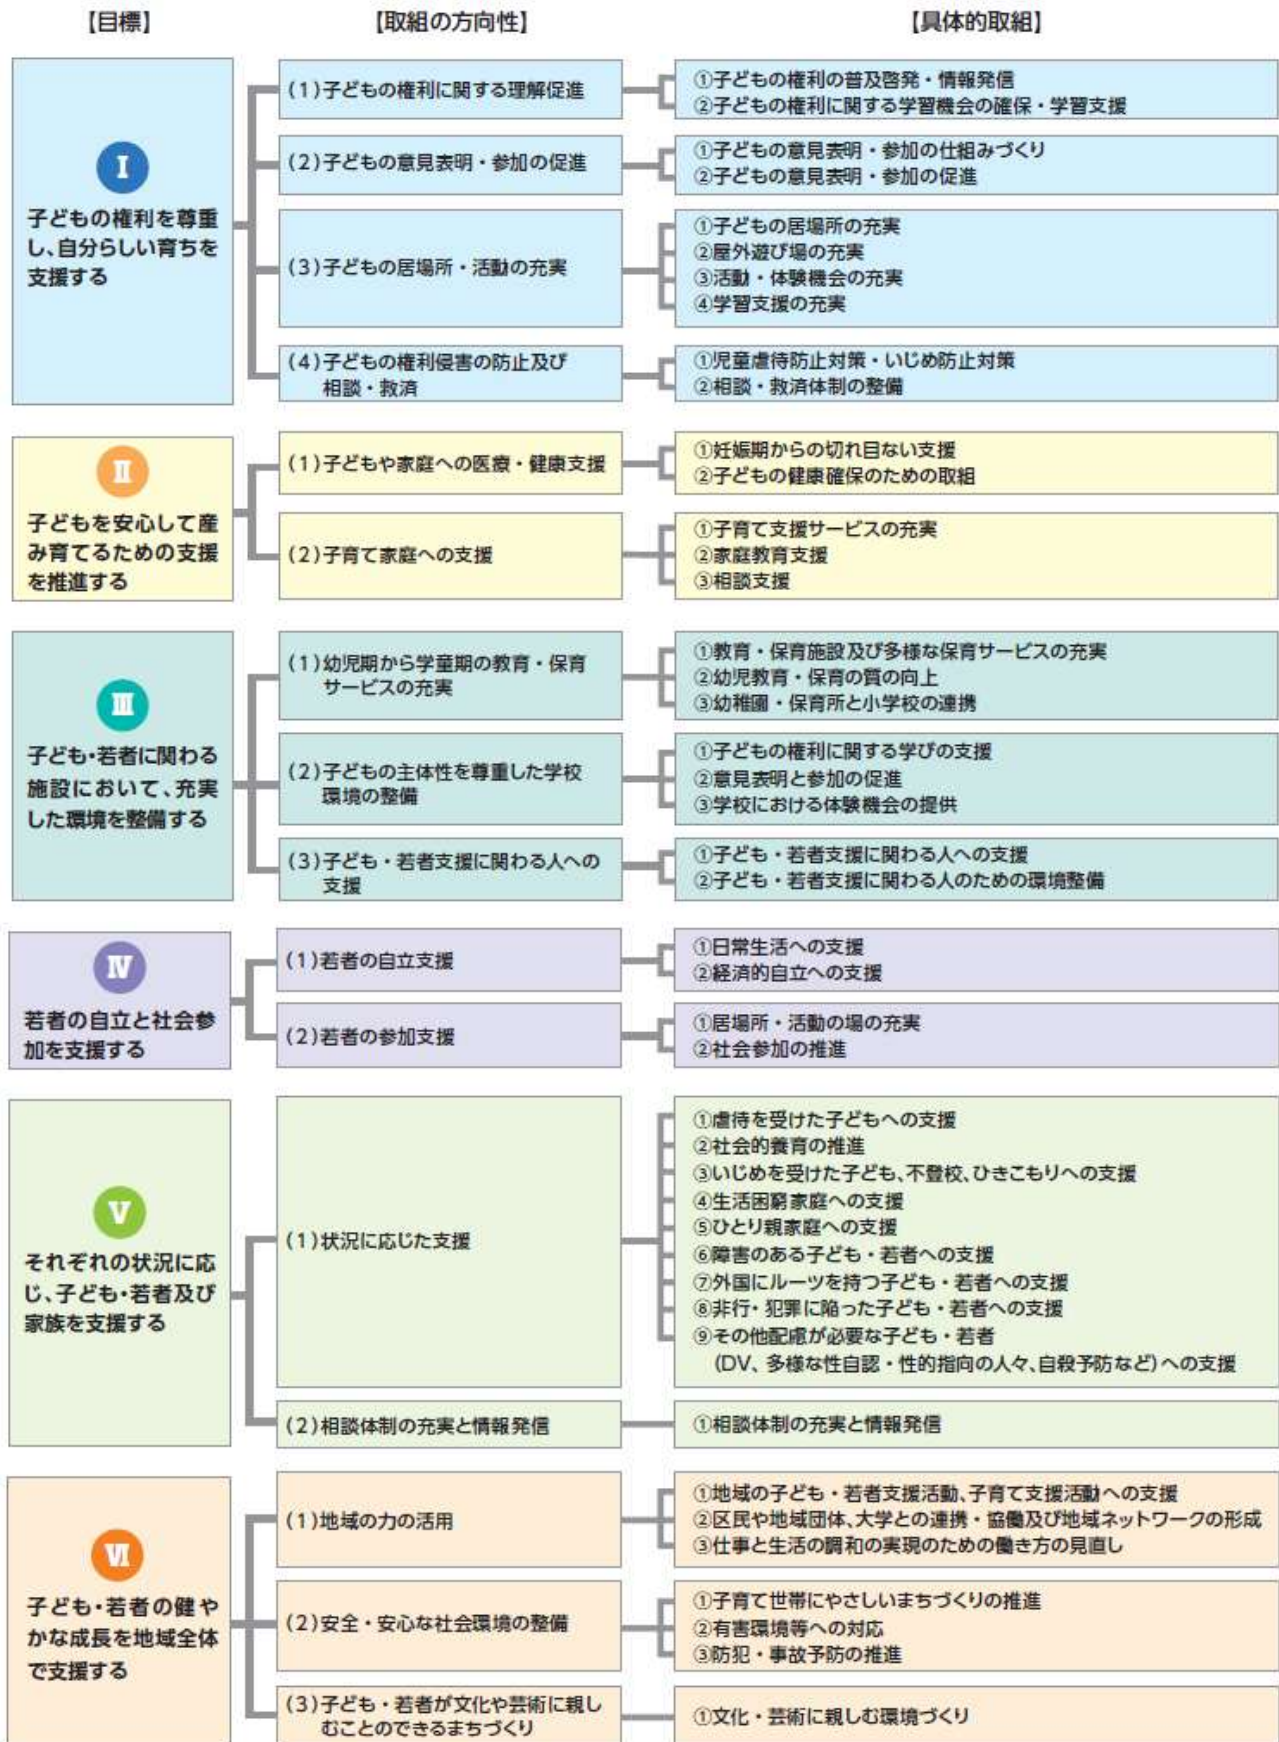 【目標】 【取組の方向性】 【具体的取組】
Ⅰ
子どもの権利を尊重
し、自分らしい育ちを
支援する
(1)子どもの権利に関する理解促進
①子どもの権利の普及啓発・情報発信
②子どもの権利に関する学習機会の確保・学習支援
(2)子どもの意見表明・参加の促進
①子どもの意見表明・参加の仕組みづくり
②子どもの意見表明・参加の促進
(3)子どもの居場所・活動の充実
①子どもの居場所の充実
②屋外遊び場の充実
③活動・体験機会の充実
④学習支援の充実
(4)子どもの権利侵害の防止及び
相談・救済
①児童虐待防止対策・いじめ防止対策
②相談・救済体制の整備
Ⅱ
子どもを安心して産
み育てるための支援
を推進する
(1)子どもや家庭への医療・健康支援
①妊娠期からの切れ目ない支援
②子どもの健康確保のための取組
(2)子育て家庭への支援
①子育て支援サービスの充実
②家庭教育支援
③相談支援
Ⅲ
子ども・若者に関わる
施設において、充実
した環境を整備する
(1)幼児期から学童期の教育・保育
サービスの充実
①教育・保育施設及び多様な保育サービスの充実
②幼児教育・保育の質の向上
③幼稚園・保育所と小学校の連携
(2)子どもの主体性を尊重した学校
環境の整備
①子どもの権利に関する学びの支援
②意見表明と参加の促進
③学校における体験機会の提供
(3)子ども・若者支援に関わる人への
支援
①子ども・若者支援に関わる人への支援
②子ども・若者支援に関わる人のための環境整備
Ⅳ
若者の自立と社会参
加を支援する
(1)若者の自立支援
①日常生活への支援
②経済的自立への支援
(2)若者の参加支援
①居場所・活動の場の充実
②社会参加の推進
Ⅴ
それぞれの状況に応
じ、子ども・若者及び
家族を支援する
(1)状況に応じた支援
①虐待を受けた子どもへの支援
②社会的養育の推進
③いじめを受けた子ども、不登校、ひきこもりへの支援
④生活困窮家庭への支援
⑤ひとり親家庭への支援
⑥障害のある子ども・若者への支援
⑦外国にルーツを持つ子ども・若者への支援
⑧非行・犯罪に陥った子ども・若者への支援
⑨その他配慮が必要な子ども・若者
(DV、多様な性自認・性的指向の人々、自殺予防など)への支援
(2)相談体制の充実と情報発信
①相談体制の充実と情報発信
Ⅵ
子ども・若者の健や
かな成長を地域全体
で支援する
(1)地域の力の活用
①地域の子ども・若者支援活動、子育て支援活動への支援
②区民や地域団体、大学との連携・協働及び地域ネットワークの形成
③仕事と生活の調和の実現のための働き方の見直し
(2)安全・安心な社会環境の整備
①子育て世帯にやさしいまちづくりの推進
②有害環境等への対応
③防犯・事故予防の推進
(3)子ども・若者が文化や芸術に親し
むことのできるまちづくり
①文化・芸術に親しむ環境づくり